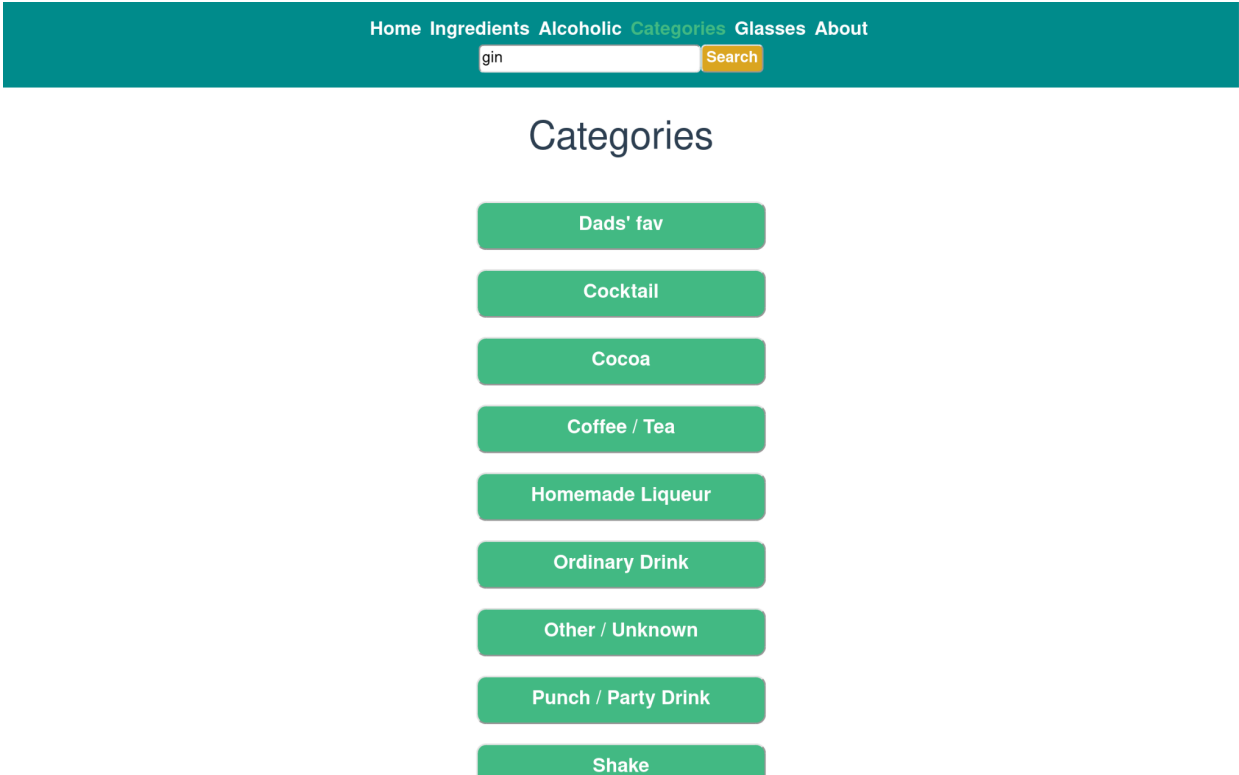 Home Ingredients Alcoholic Categories Glasses About
gin Search
Categories
Dads' fav
Cocktail
Cocoa
Coffee / Tea
Homemade Liqueur
Ordinary Drink
Other / Unknown
Punch / Party Drink
Shake